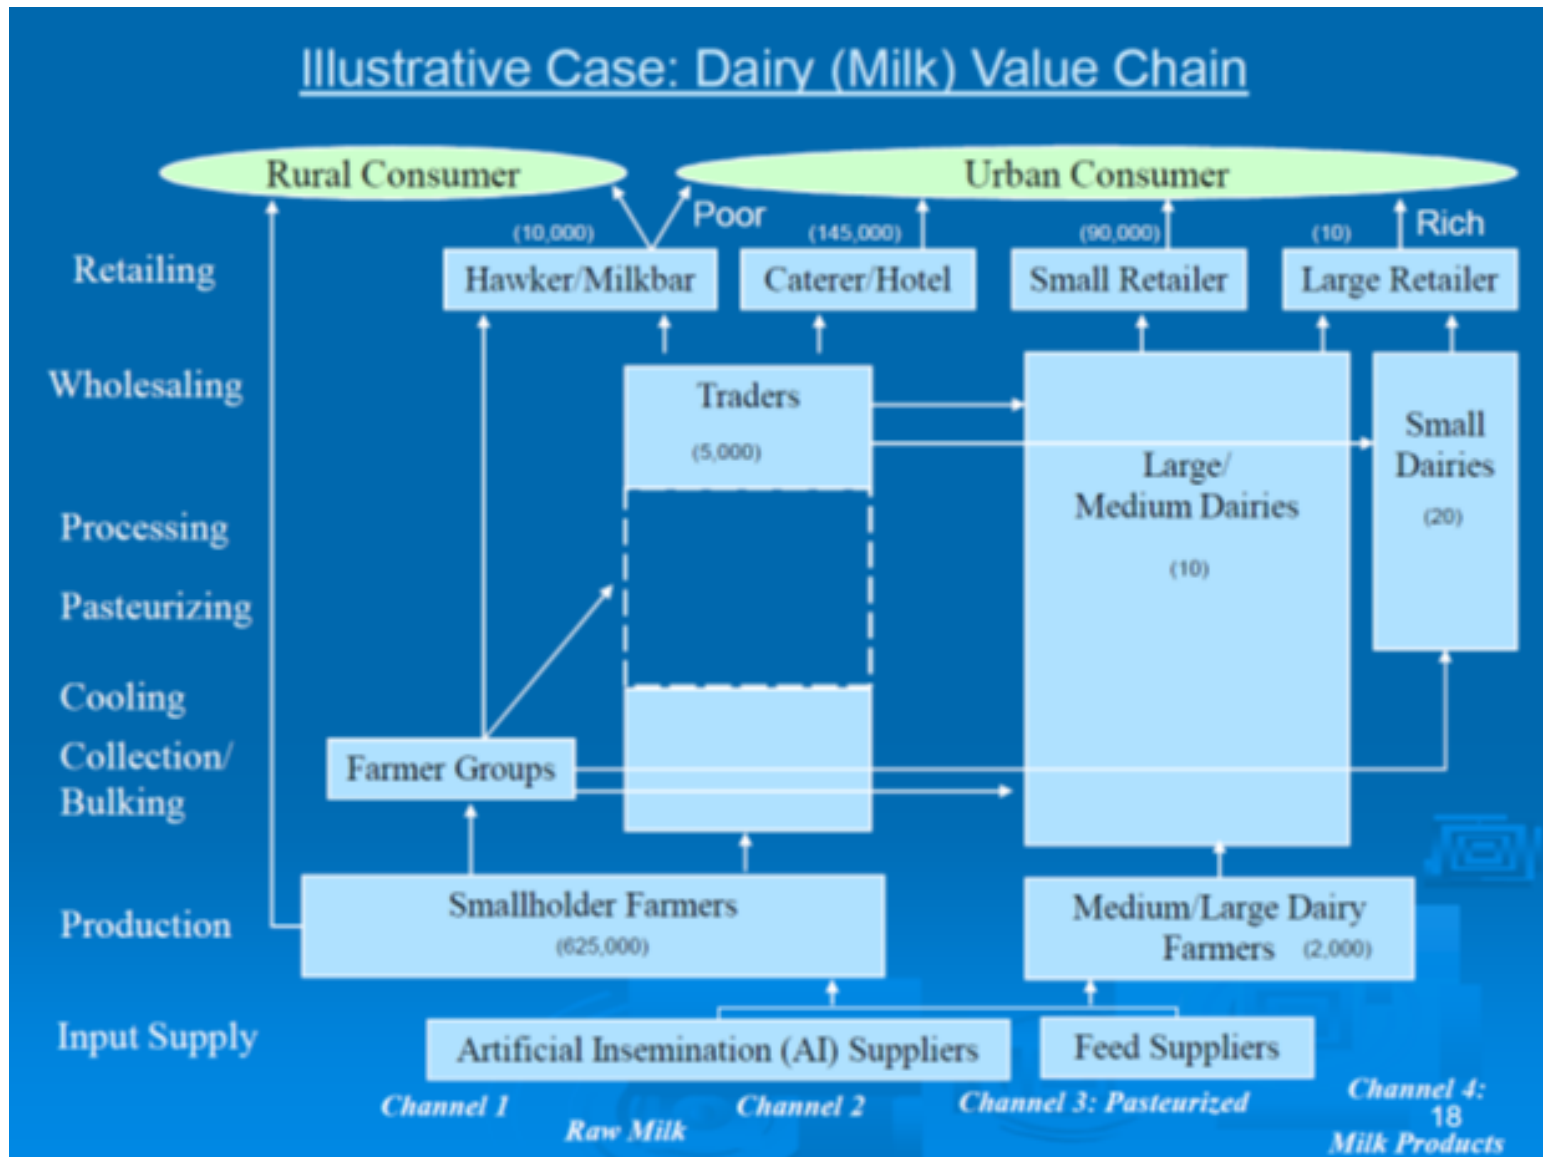 Illustrative Case: Dairy (Milk) Value Chain
Rural Consumer
Urban Consumer
Poor
Rich
(10,000)
(145,000)
(90,000)
(10)
Retailing
Hawker/Milkbar
Caterer/Hotel
Small Retailer
Large Retailer
Wholesaling
Traders
(5,000)
Large/
Medium Dairies
(10)
Small
Dairies
(20)
Processing
Pasteurizing
Cooling
Collection/
Bulking
Farmer Groups
Production
Smallholder Farmers
(625,000)
Medium/Large Dairy
Farmers (2,000)
Input Supply
Artificial Insemination (AI) Suppliers
Feed Suppliers
Channel 1
Raw Milk
Channel 2
Channel 3: Pasteurized
Channel 4:
18
Milk Products